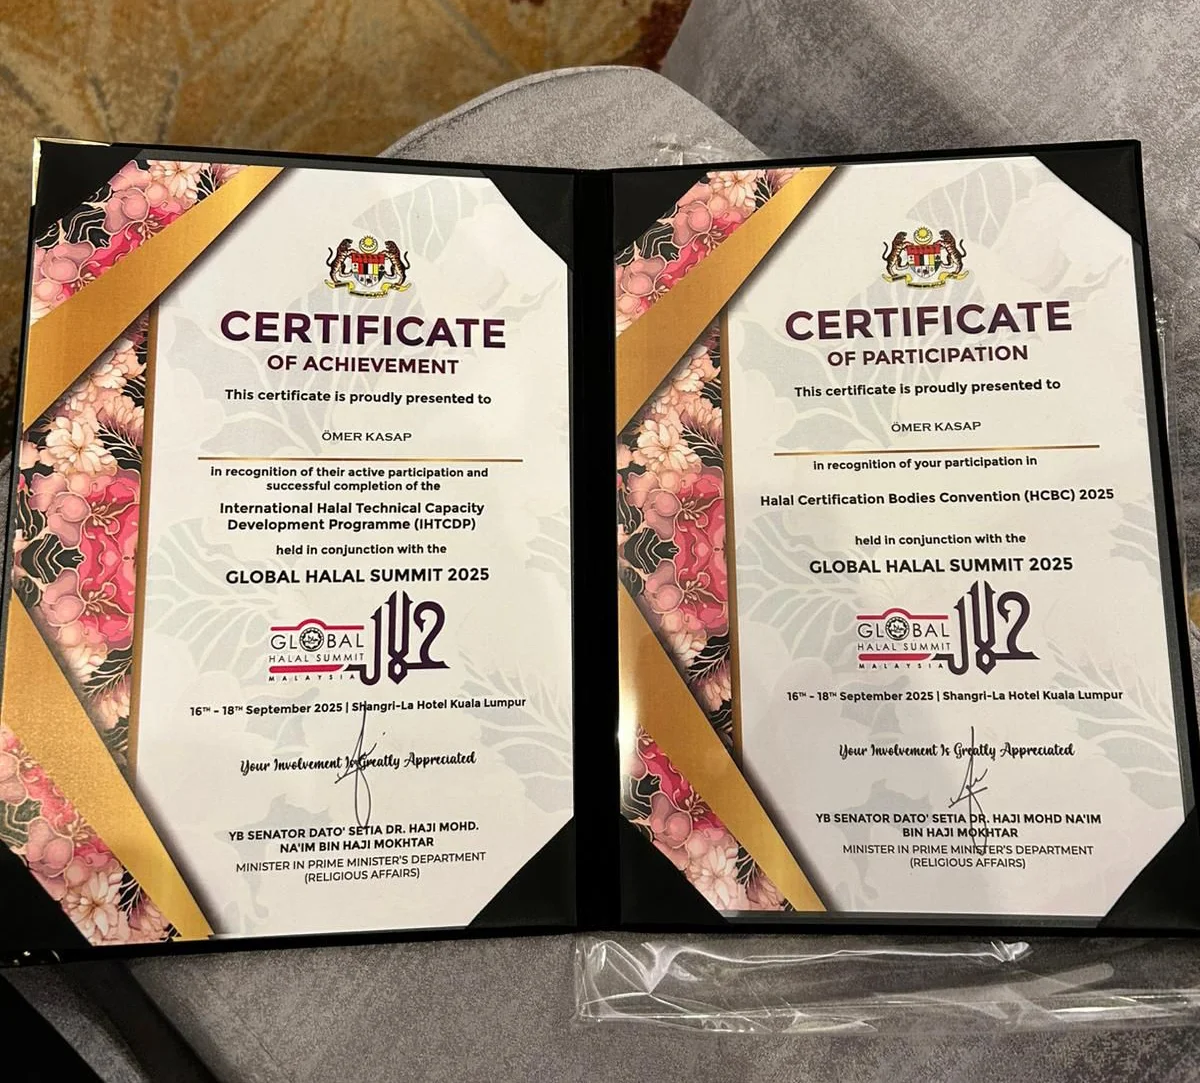 CERTIFICATE
OF ACHIEVEMENT
This certificate is proudly presented to
ÖMER KASAP
in recognition of their active participation and
successful completion of the
International Halal Technical Capacity
Development Programme (IHTCDP)
held in conjunction with the
GLOBAL HALAL SUMMIT 2025
GLOBAL
HALAL SUMMIT
MALAYSIA
حلال
16TH - 18TH September 2025 | Shangri-La Hotel Kuala Lumpur
Your Involvement Is Greatly Appreciated
YB SENATOR DATO' SETIA DR. HAJI MOHD.
NA'IM BIN HAJI MOKHTAR
MINISTER IN PRIME MINISTER'S DEPARTMENT
(RELIGIOUS AFFAIRS)
CERTIFICATE
OF PARTICIPATION
This certificate is proudly presented to
ÖMER KASAP
in recognition of your participation in
Halal Certification Bodies Convention (HCBC) 2025
held in conjunction with the
GLOBAL HALAL SUMMIT 2025
GLOBAL
HALAL SUMMIT
MALAYSIA
حلال
16TH - 18TH September 2025 | Shangri-La Hotel Kuala Lumpur
Your Involvement Is Greatly Appreciated
YB SENATOR DATO' SETIA DR. HAJI MOHD NA'IM
BIN HAJI MOKHTAR
MINISTER IN PRIME MINISTER'S DEPARTMENT
(RELIGIOUS AFFAIRS)